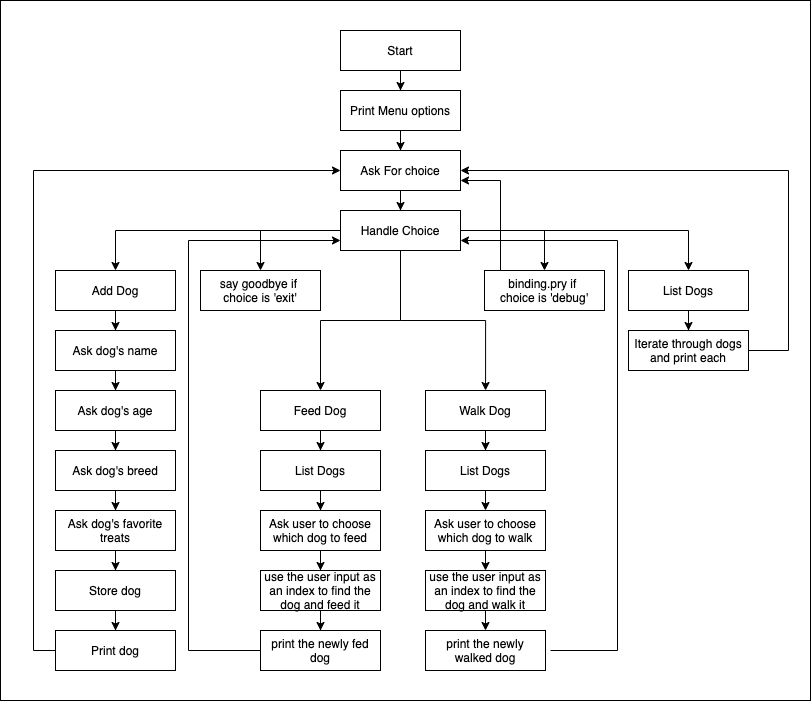 Start
Print Menu options
Ask For choice
Handle Choice
Add Dog
say goodbye if
choice is 'exit'
binding.pry if
choice is 'debug'
List Dogs
Ask dog's name
Iterate through dogs
and print each
Ask dog's age
Feed Dog
Walk Dog
Ask dog's breed
List Dogs
List Dogs
Ask dog's favorite
treats
Ask user to choose
which dog to feed
Ask user to choose
which dog to walk
Store dog
use the user input as
an index to find the
dog and feed it
use the user input as
an index to find the
dog and walk it
Print dog
print the newly fed
dog
print the newly
walked dog